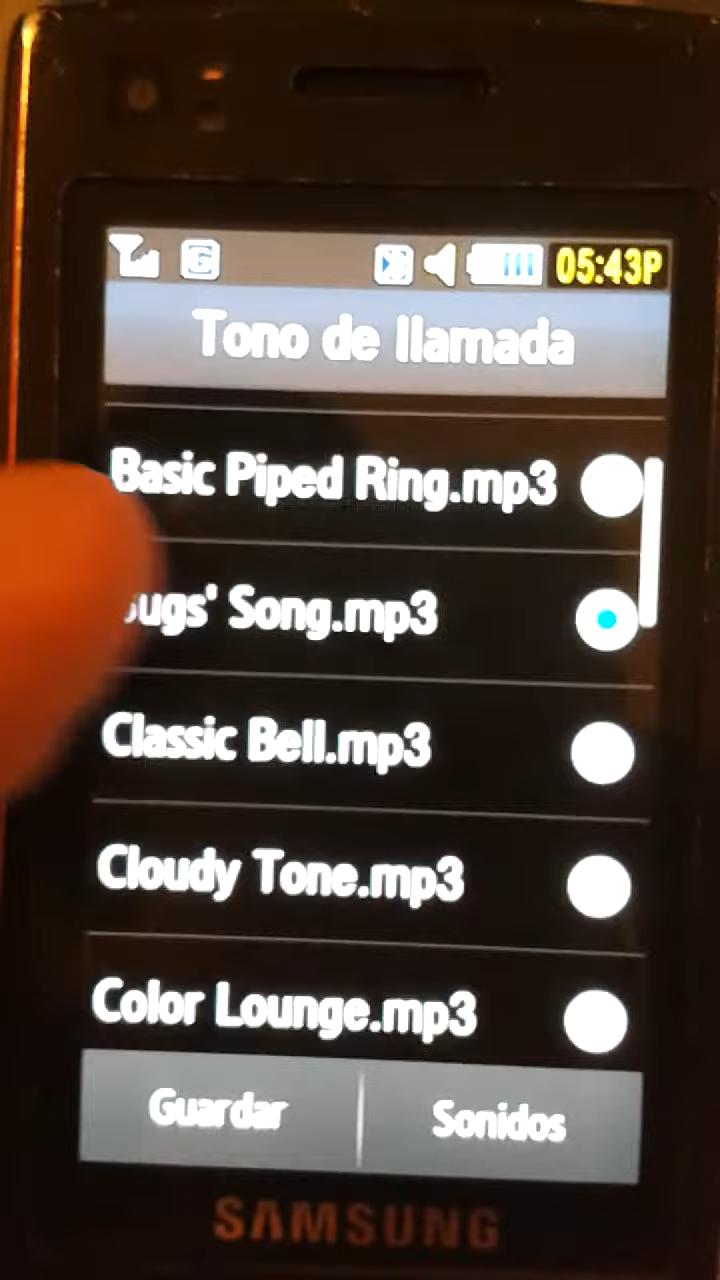 05:43P
Tono de llamada
Basic Piped Ring.mp3
Song.mp3
Classic Bell.mp3
Cloudy Tone.mp3
Color Lounge.mp3
Guardar
Sonidos
SAMSUNG